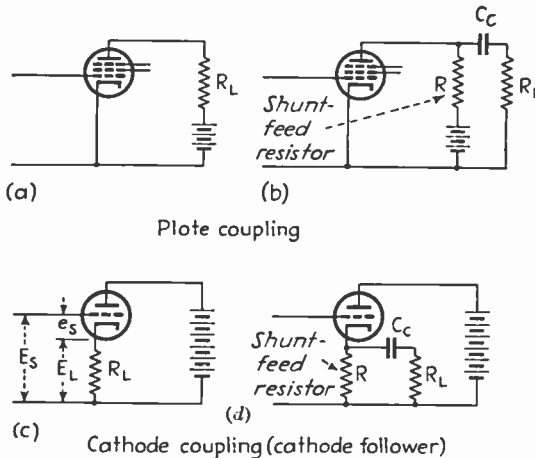 C_C
R_L
Shunt-
feed
resistor
R
R_L
(a)
(b)
Plate coupling
e_s
E_S
E_L
R_L
Shunt-
feed
resistor
R
C_C
R_L
(c)
(d)
Cathode coupling (cathode follower)